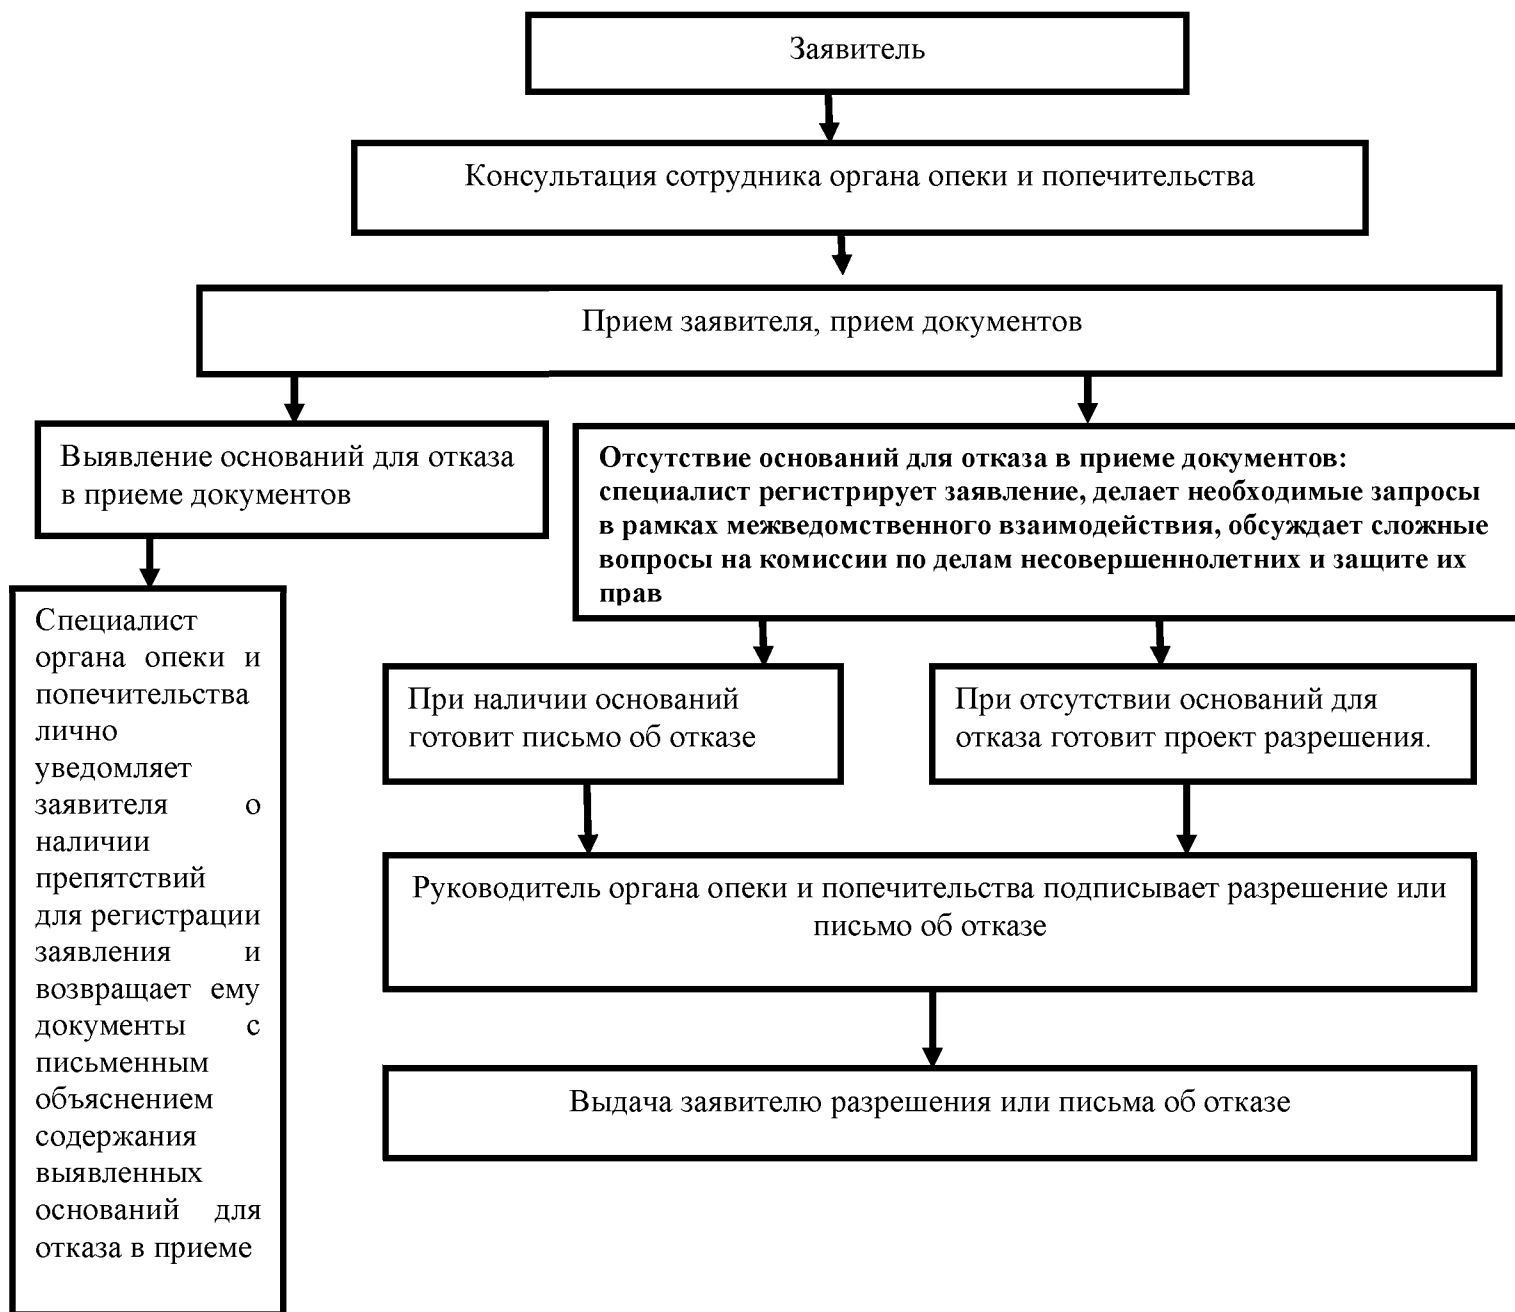 Заявитель
Консультация сотрудника органа опеки и попечительства
Прием заявителя, прием документов
Выявление оснований для отказа
в приеме документов
Отсутствие оснований для отказа в приеме документов:
специалист регистрирует заявление, делает необходимые запросы
в рамках межведомственного взаимодействия, обсуждает сложные
вопросы на комиссии по делам несовершеннолетних и защите их
прав
Специалист
органа опеки и
попечительства
лично
уведомляет
заявителя о
наличии
препятствий
для регистрации
заявления и
возвращает ему
документы с
письменным
объяснением
содержания
выявленных
оснований для
отказа в приеме
При наличии оснований
готовит письмо об отказе
При отсутствии оснований для
отказа готовит проект разрешения.
Руководитель органа опеки и попечительства подписывает разрешение или
письмо об отказе
Выдача заявителю разрешения или письма об отказе